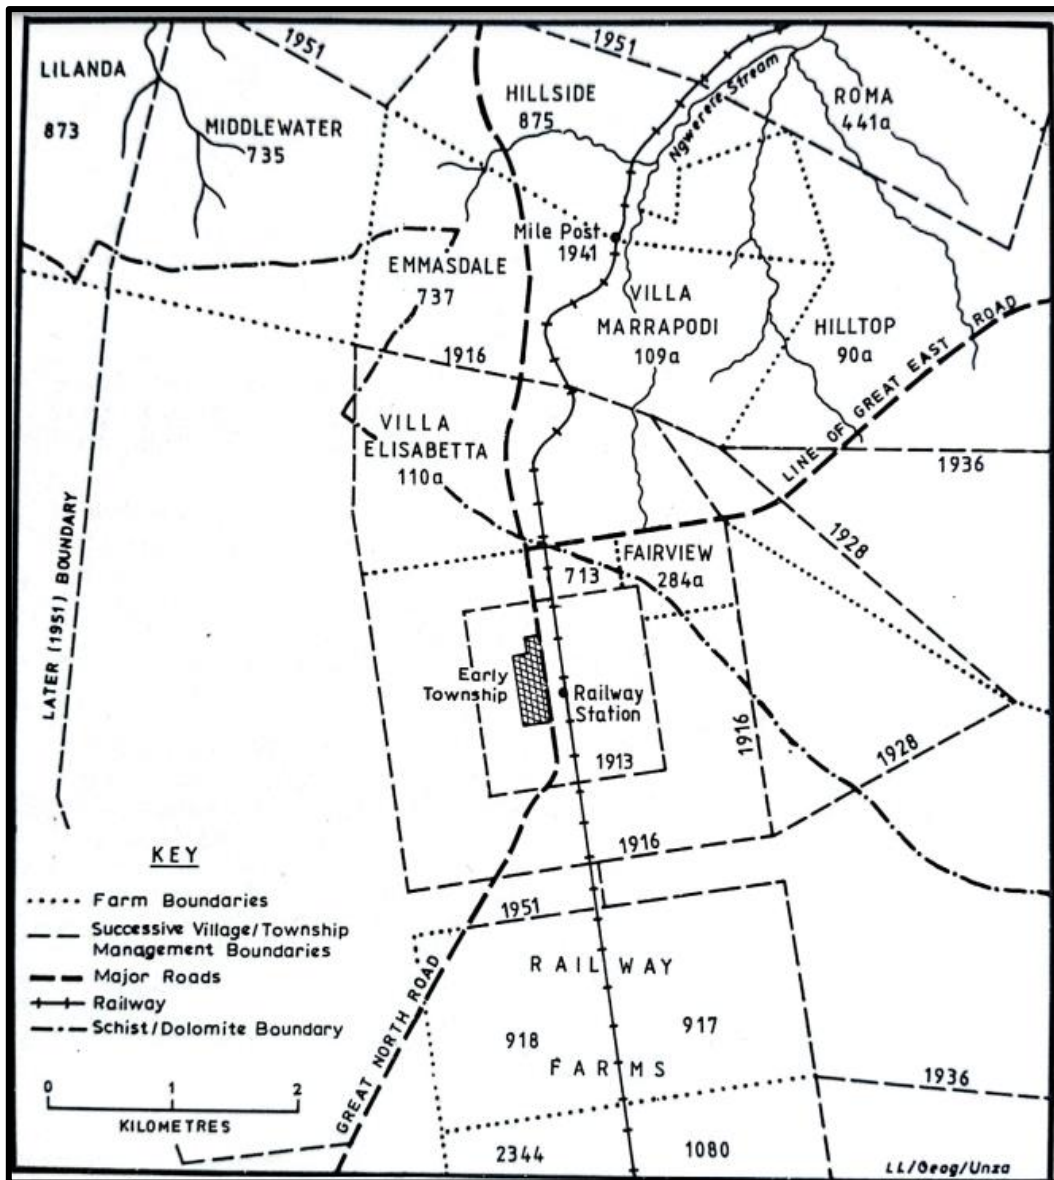 1951
1951
LILANDA
873
MIDDLEWATER
735
HILLSIDE
875
Ngwerere Stream
ROMA
441a
Mile Post
1941
EMMASDALE
737
VILLA
MARRAPODI
109a
HILLTOP
90a
LINE OF GREAT EAST ROAD
1916
VILLA
ELISABETTA
110a
1936
1928
FAIRVIEW
284a
713
LATER (1951) BOUNDARY
Early
Township
Railway
Station
1916
1928
1913
1916
KEY
Farm Boundaries
Successive Village/Township
Management Boundaries
Major Roads
Railway
Schist/Dolomite Boundary
0 1 2
KILOMETRES
1951
GREAT NORTH ROAD
RAILWAY
918
917
FARMS
1936
2344
1080
LL/Geog/Unza